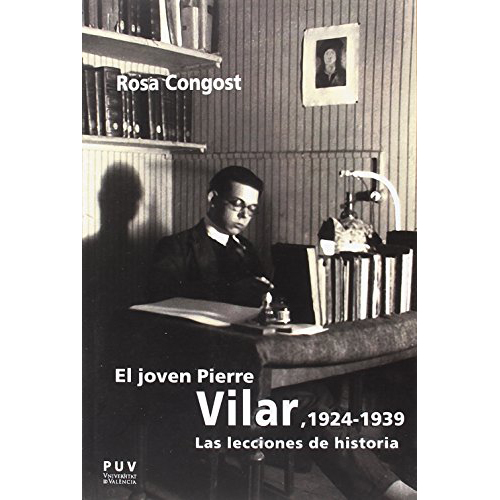 Rosa Congost
El joven Pierre
Vilar, 1924-1939
Las lecciones de historia
PUV
UNIVERSITAT
DE VALÈNCIA